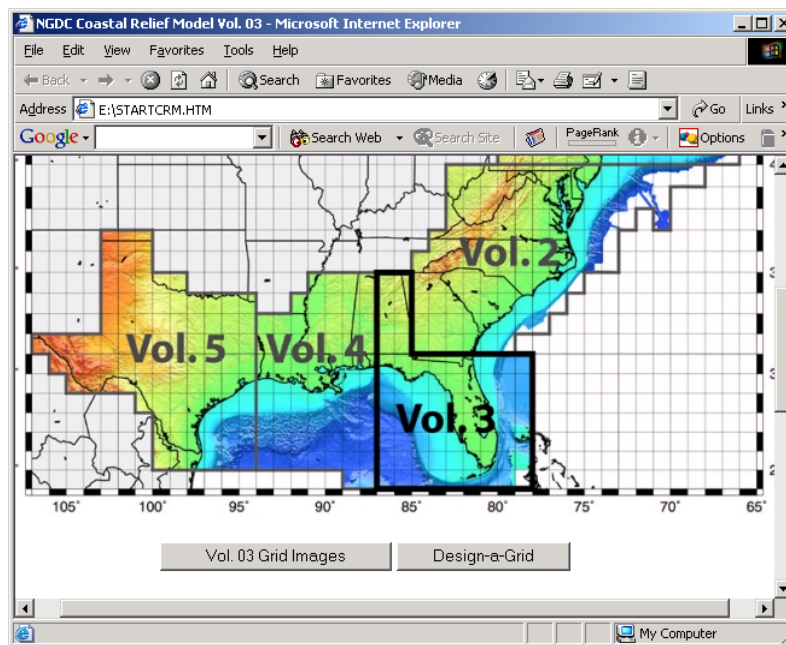 NGDC Coastal Relief Model Vol. 03 - Microsoft Internet Explorer
File Edit View Favorites Tools Help
Back Search Favorites Media
Address E:\STARTCRM.HTM Go Links »
Google Search Web Search Site PageRank Options »
Vol. 2
Vol. 5 Vol. 4
Vol. 3
105° 100° 95° 90° 85° 80° 75° 70° 65°
Vol. 03 Grid Images Design-a-Grid
My Computer